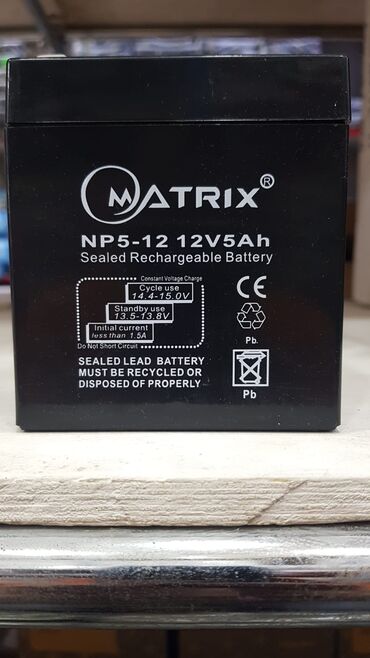 MATRIX®
NP5-12 12V5Ah
Sealed Rechargeable Battery
Constant Voltage Charge
Cycle use
14.4-15.0V
Standby use
13.5-13.8V
Initial current
less than 1.5A
Do Not Short Circuit
CE
Pb.
SEALED LEAD BATTERY
MUST BE RECYCLED OR
DISPOSED OF PROPERLY
Pb